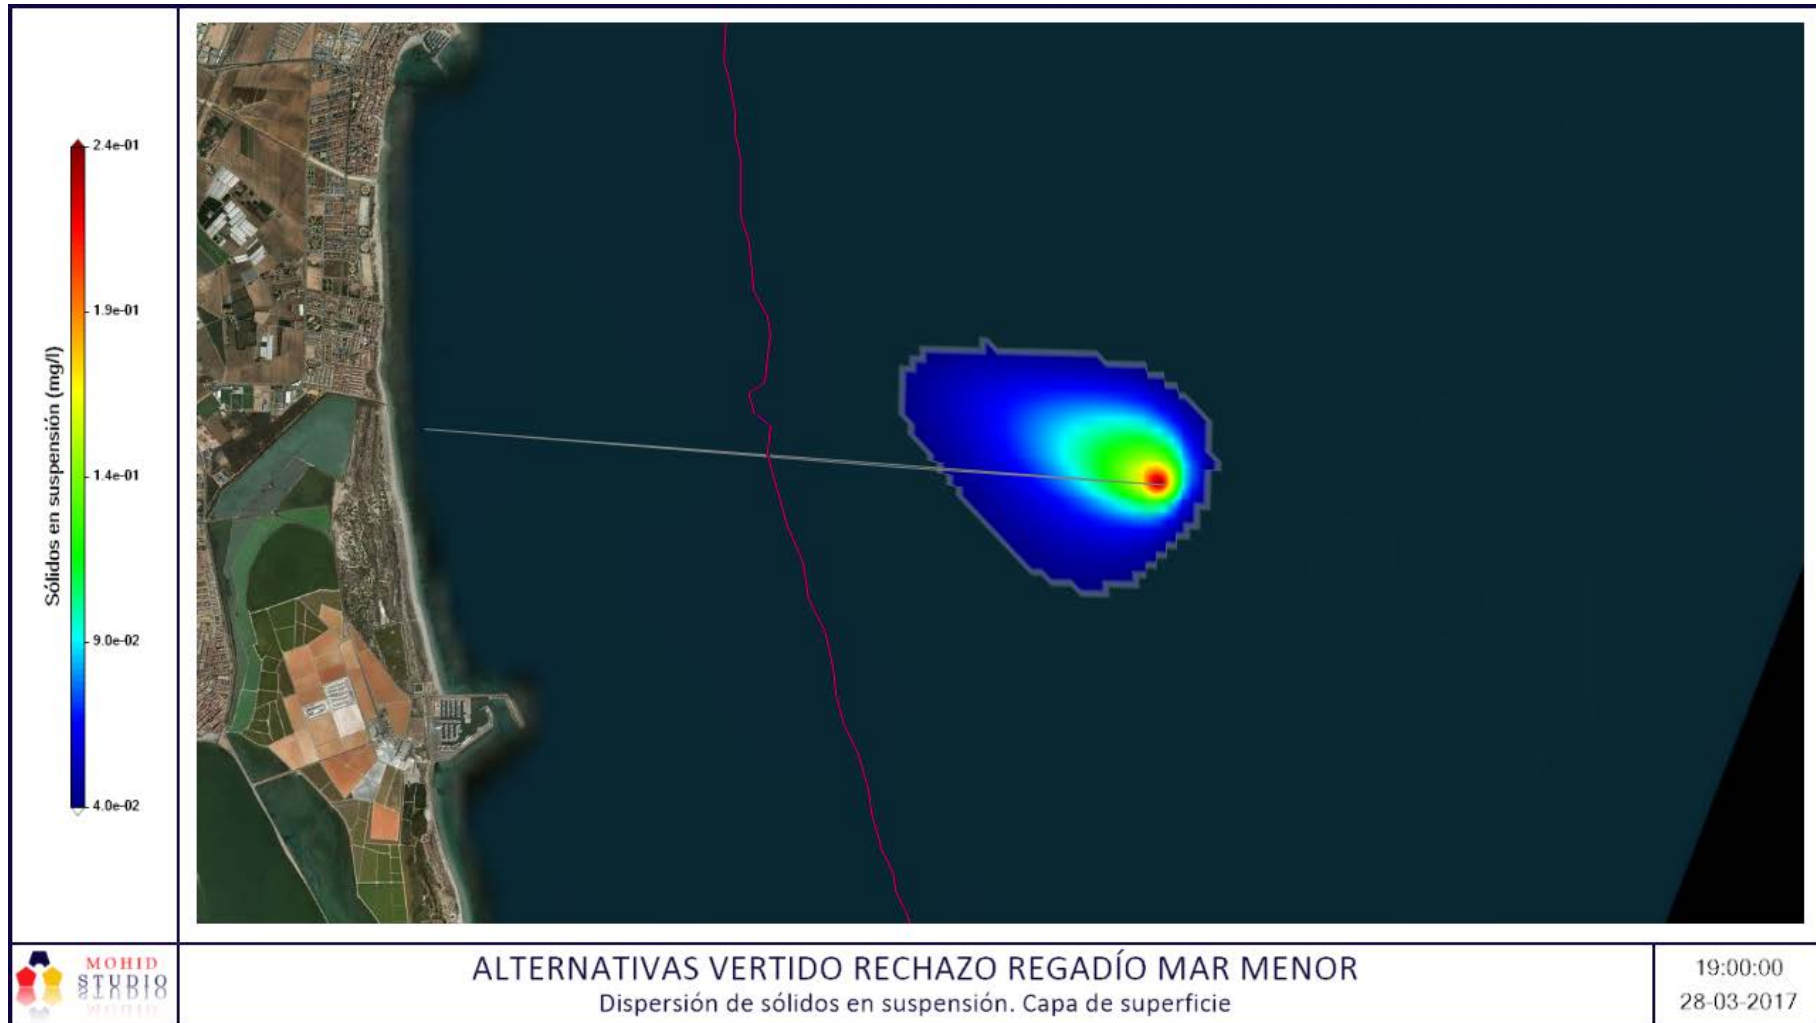 Sólidos en suspensión (mg/l)
2.4e-01
1.9e-01
1.4e-01
9.0e-02
4.0e-02
MOHID
STUDIO
ALTERNATIVAS VERTIDO RECHAZO REGADÍO MAR MENOR
Dispersión de sólidos en suspensión. Capa de superficie
19:00:00
28-03-2017